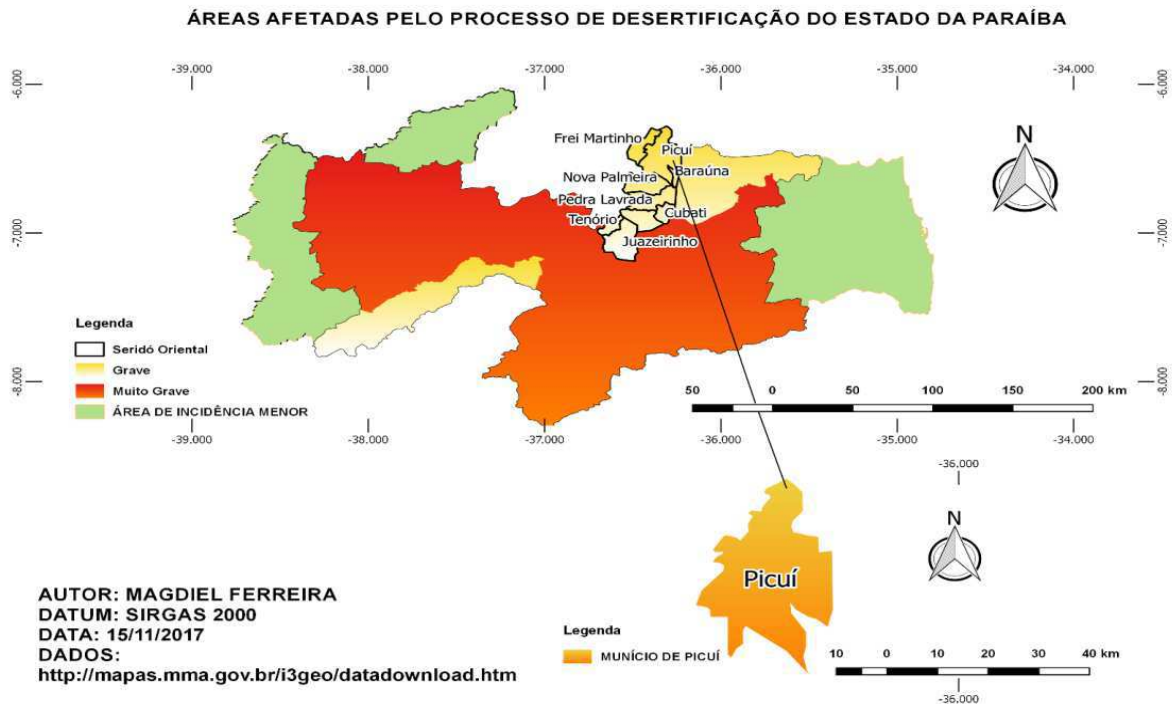 ÁREAS AFETADAS PELO PROCESSO DE DESERTIFICAÇÃO DO ESTADO DA PARAÍBA
-39.000 -38.000 -37.000 -36.000 -35.000 -34.000
-6.000 -6.000
Frei Martinho
Picuí
Baraúna
Nova Palmeira
Pedra Lavrada
Cubati
Tenório
Juazeirinho
N
-7.000 -7.000
Legenda
Seridó Oriental
Grave
Muito Grave
ÁREA DE INCIDÊNCIA MENOR
-8.000 -8.000
50 0 50 100 150 200 km
-39.000 -38.000 -37.000 -36.000 -35.000 -34.000
-36.000
N
Picuí
AUTOR: MAGDIEL FERREIRA
DATUM: SIRGAS 2000
DATA: 15/11/2017
DADOS:
http://mapas.mma.gov.br/i3geo/datadownload.htm
Legenda
MUNÍCIO DE PICUÍ
10 0 10 20 30 40 km
-36.000